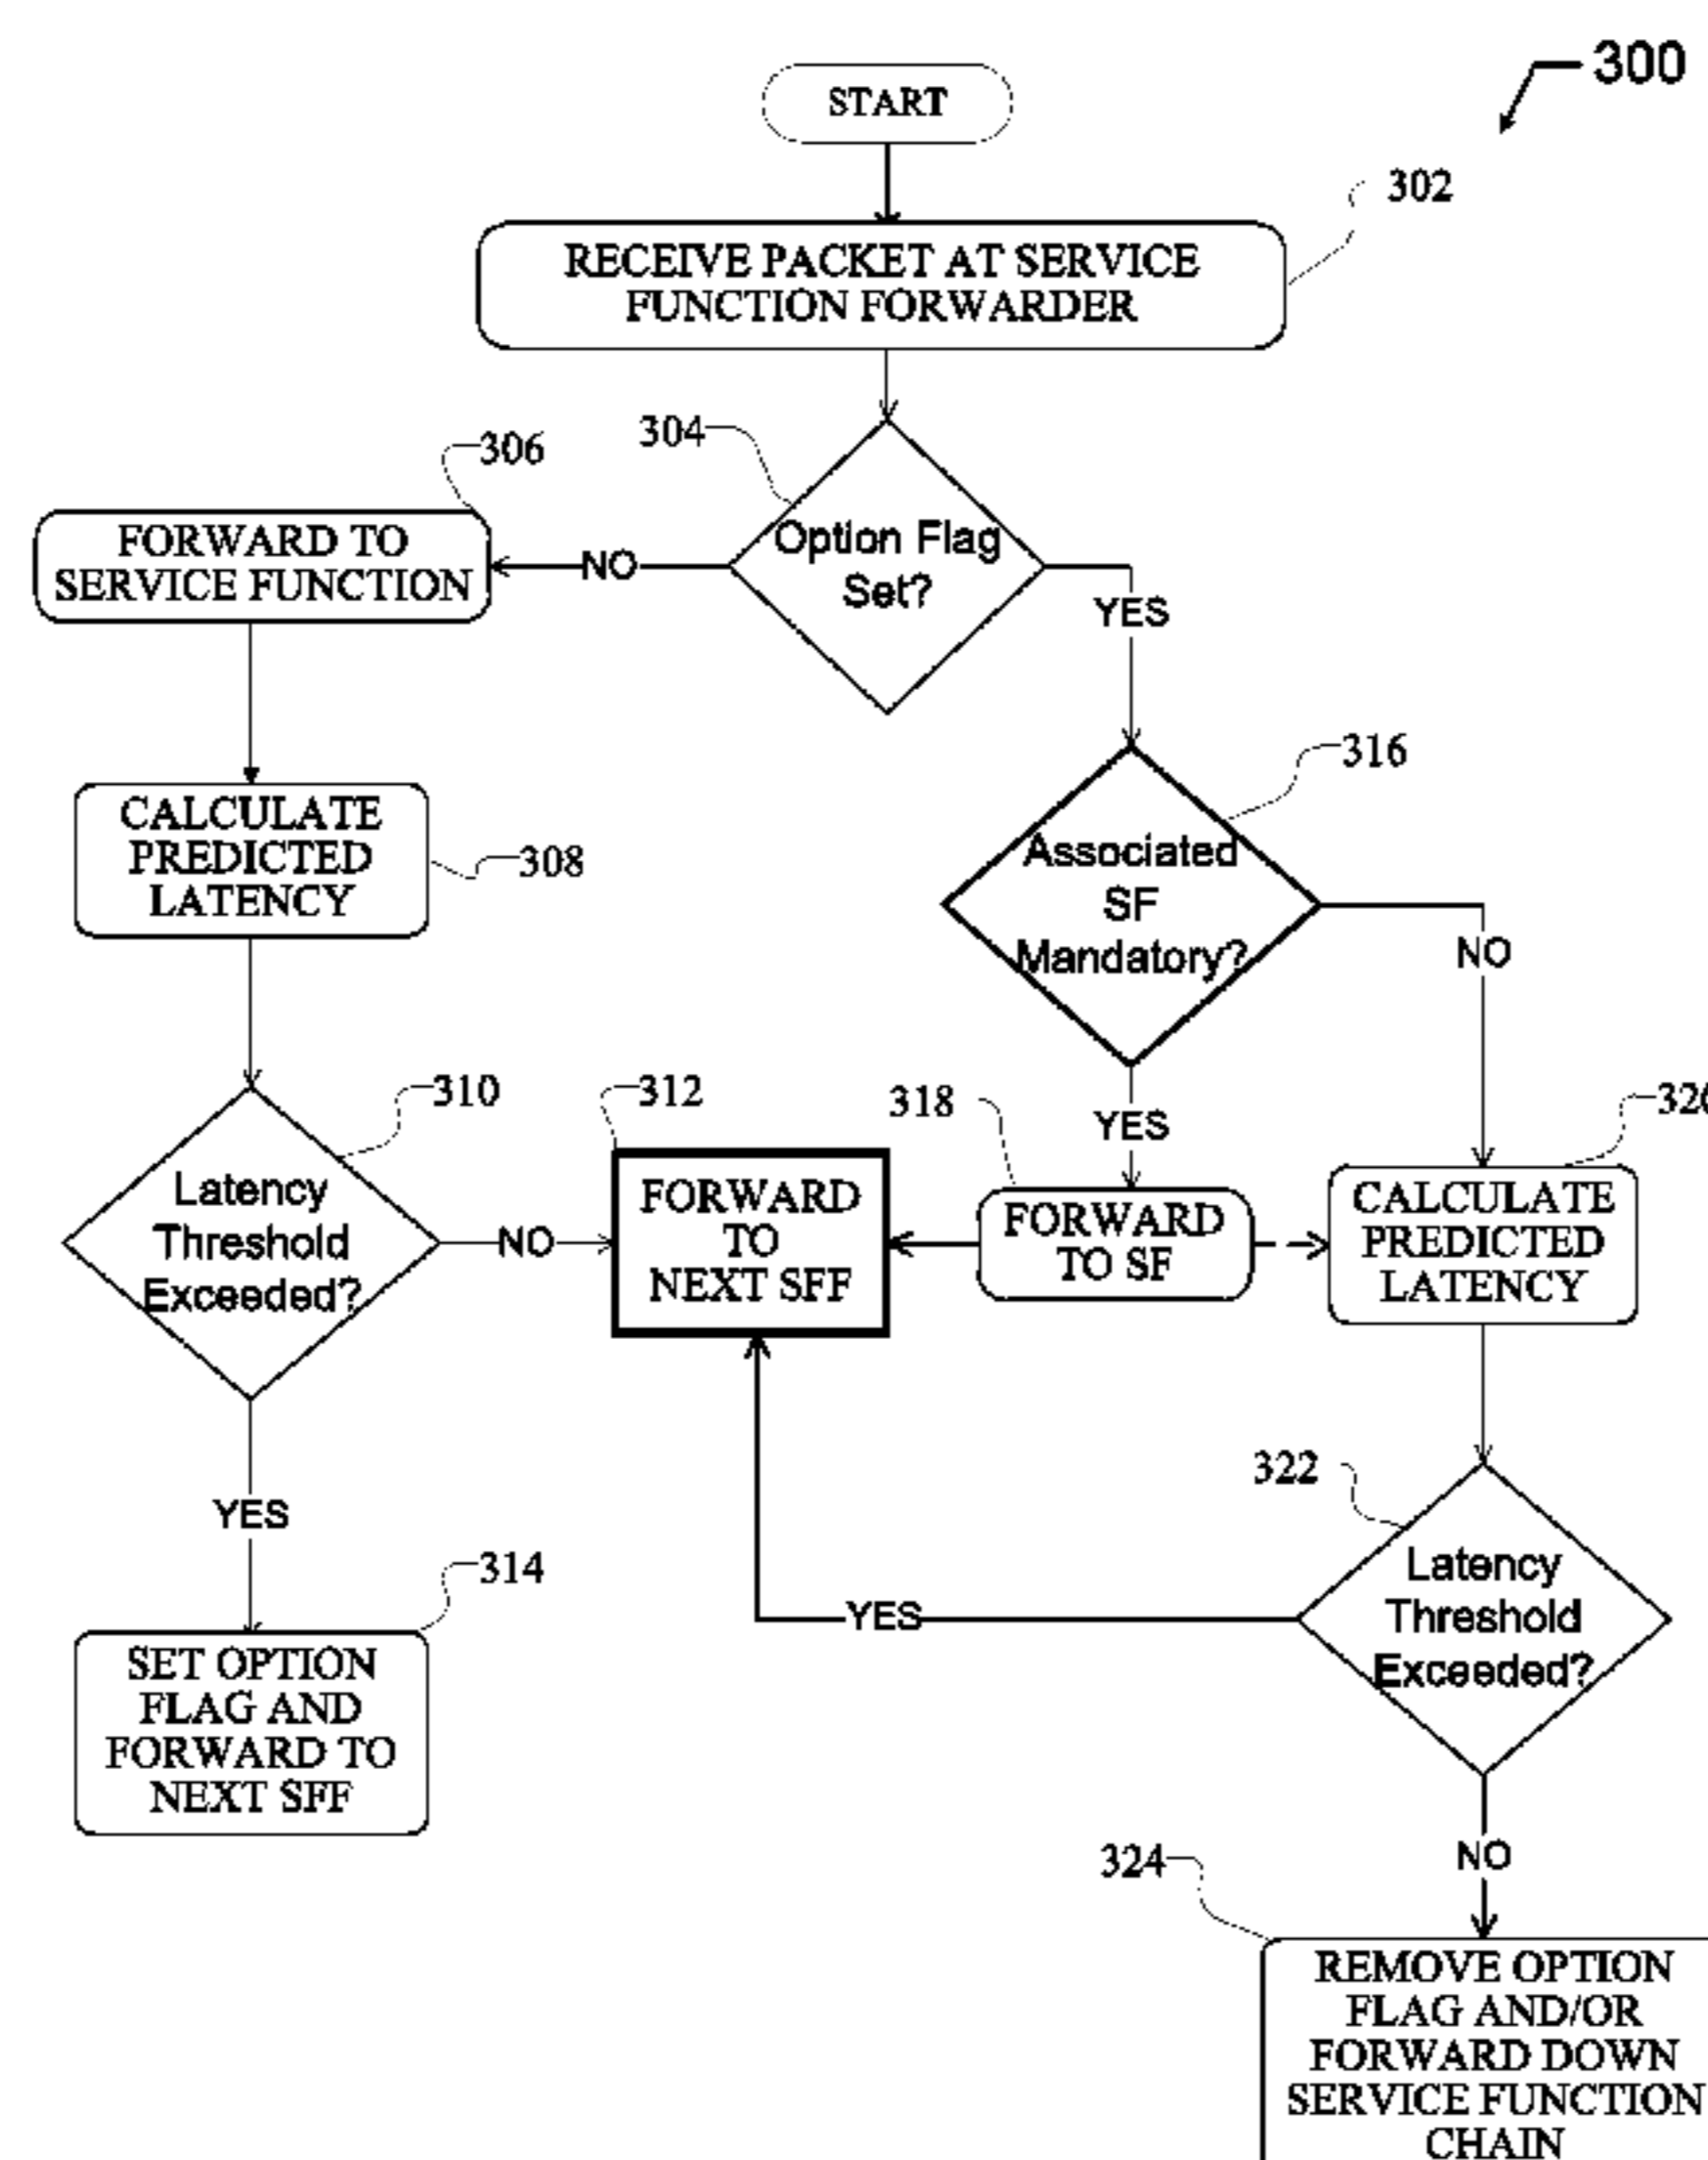 300
START
302
RECEIVE PACKET AT SERVICE
FUNCTION FORWARDER
304
306
FORWARD TO
SERVICE FUNCTION
NO
Option Flag
Set?
YES
316
CALCULATE
PREDICTED
LATENCY
308
Associated
SF
Mandatory?
NO
YES
310
312
318
Latency
Threshold
Exceeded?
NO
FORWARD
TO
NEXT SFF
FORWARD
TO SF
CALCULATE
PREDICTED
LATENCY
YES
322
Latency
Threshold
Exceeded?
YES
314
SET OPTION
FLAG AND
FORWARD TO
NEXT SFF
NO
324
REMOVE OPTION
FLAG AND/OR
FORWARD DOWN
SERVICE FUNCTION
CHAIN